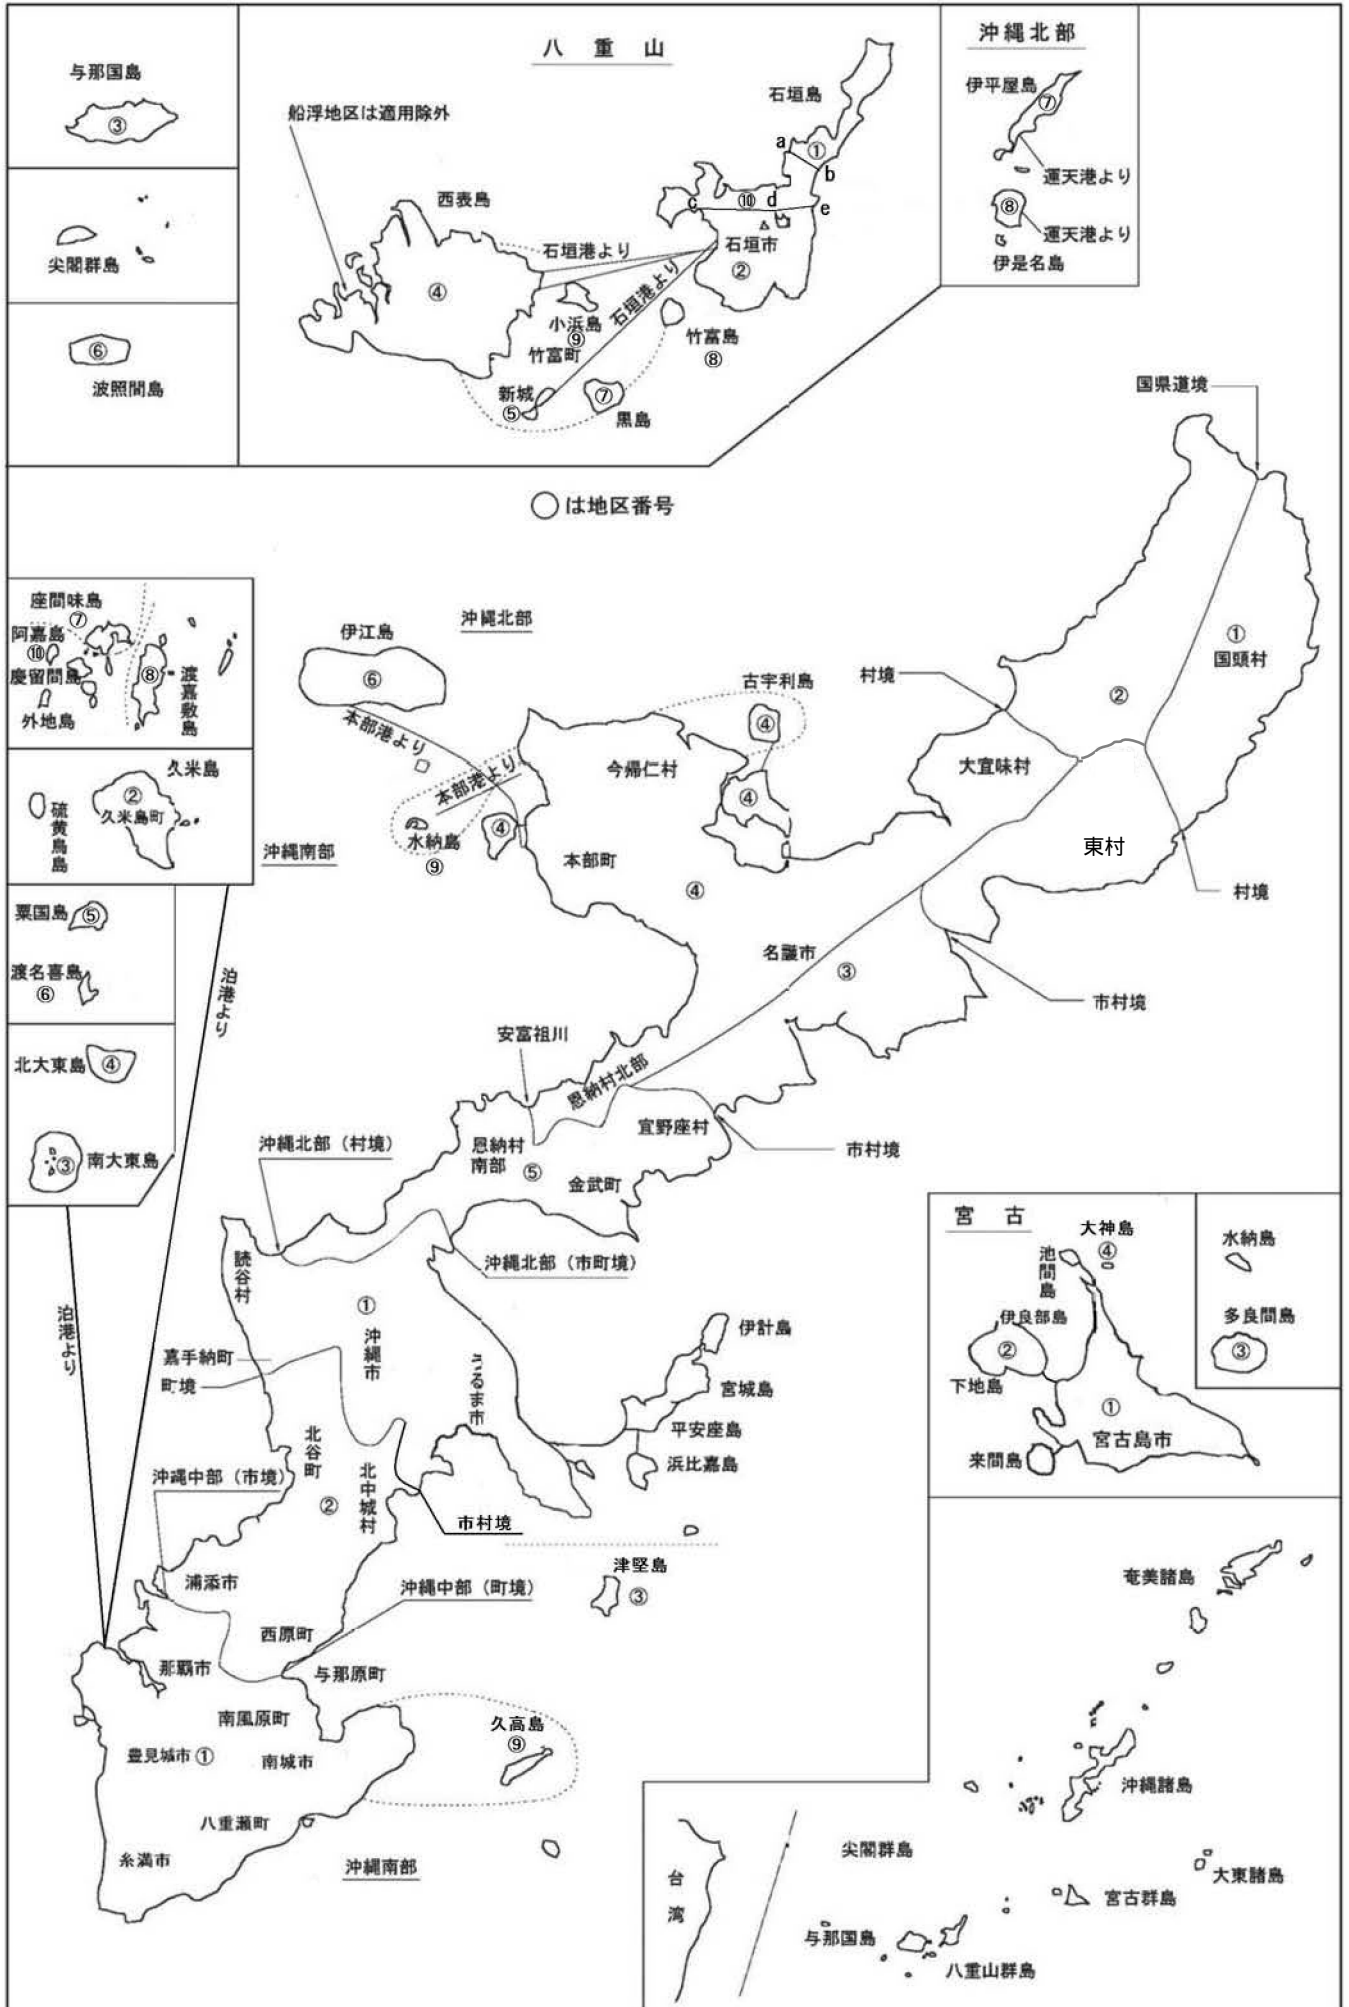 与那国島
③
尖閣群島
⑥
波照間島
八重山
船浮地区は適用除外
石垣島
①
a
b
c
d
e
⑩
西表島
④
石垣港より
石垣港より
石垣市
②
小浜島
⑨
竹富町
竹富島
⑧
新城
⑤
⑦
黒島
沖縄北部
伊平屋島
⑦
運天港より
⑧
運天港より
伊是名島
○は地区番号
国県道境
①
国頭村
②
村境
大宜味村
東村
村境
市村境
沖縄北部
伊江島
⑥
本部港より
本部港より
水納島
⑨
古宇利島
④
④
④
今帰仁村
本部町
④
名護市
③
座間味島
⑦
阿嘉島
⑩
慶留間島
外地島
⑧
渡嘉敷島
久米島
②
久米島町
硫黄鳥島
沖縄南部
粟国島
⑤
渡名喜島
⑥
北大東島
④
③
南大東島
泊港より
泊港より
安富祖川
恩納村北部
宜野座村
恩納村
南部
⑤
金武町
市村境
沖縄北部(村境)
沖縄北部(市町境)
読谷村
①
沖縄市
嘉手納町
町境
うるま市
伊計島
宮城島
平安座島
浜比嘉島
北谷町
北中城村
②
沖縄中部(市境)
市村境
津堅島
③
浦添市
沖縄中部(町境)
西原町
那覇市
与那原町
南風原町
豊見城市①
南城市
久高島
⑨
八重瀬町
糸満市
沖縄南部
宮古
大神島
④
池間島
伊良部島
②
下地島
①
宮古島市
来間島
水納島
多良間島
③
奄美諸島
沖縄諸島
尖閣群島
大東諸島
宮古群島
台湾
与那国島
八重山群島